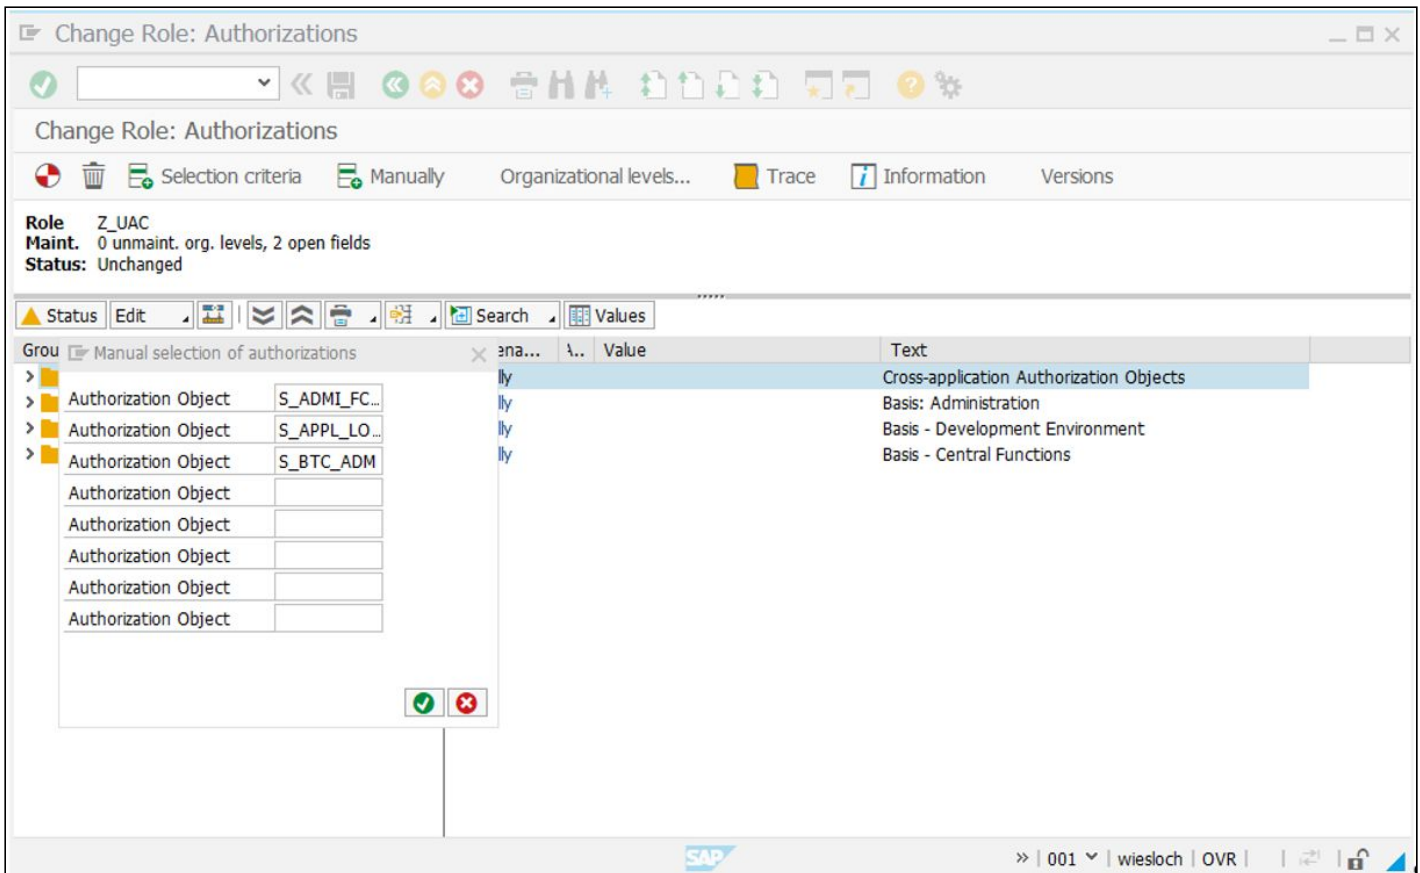 Change Role: Authorizations
Change Role: Authorizations
Selection criteria Manually Organizational levels... Trace Information Versions
Role Z_UAC
Maint. 0 unmaint. org. levels, 2 open fields
Status: Unchanged
Status Edit Search Values
Grou Manual selection of authorizations ena... Value Text
lly Cross-application Authorization Objects
Authorization Object S_ADMI_FC... lly Basis: Administration
Authorization Object S_APPL_LO... lly Basis - Development Environment
Authorization Object S_BTC_ADM lly Basis - Central Functions
Authorization Object
Authorization Object
Authorization Object
Authorization Object
Authorization Object
SAP » | 001 | wiesloch | OVR |